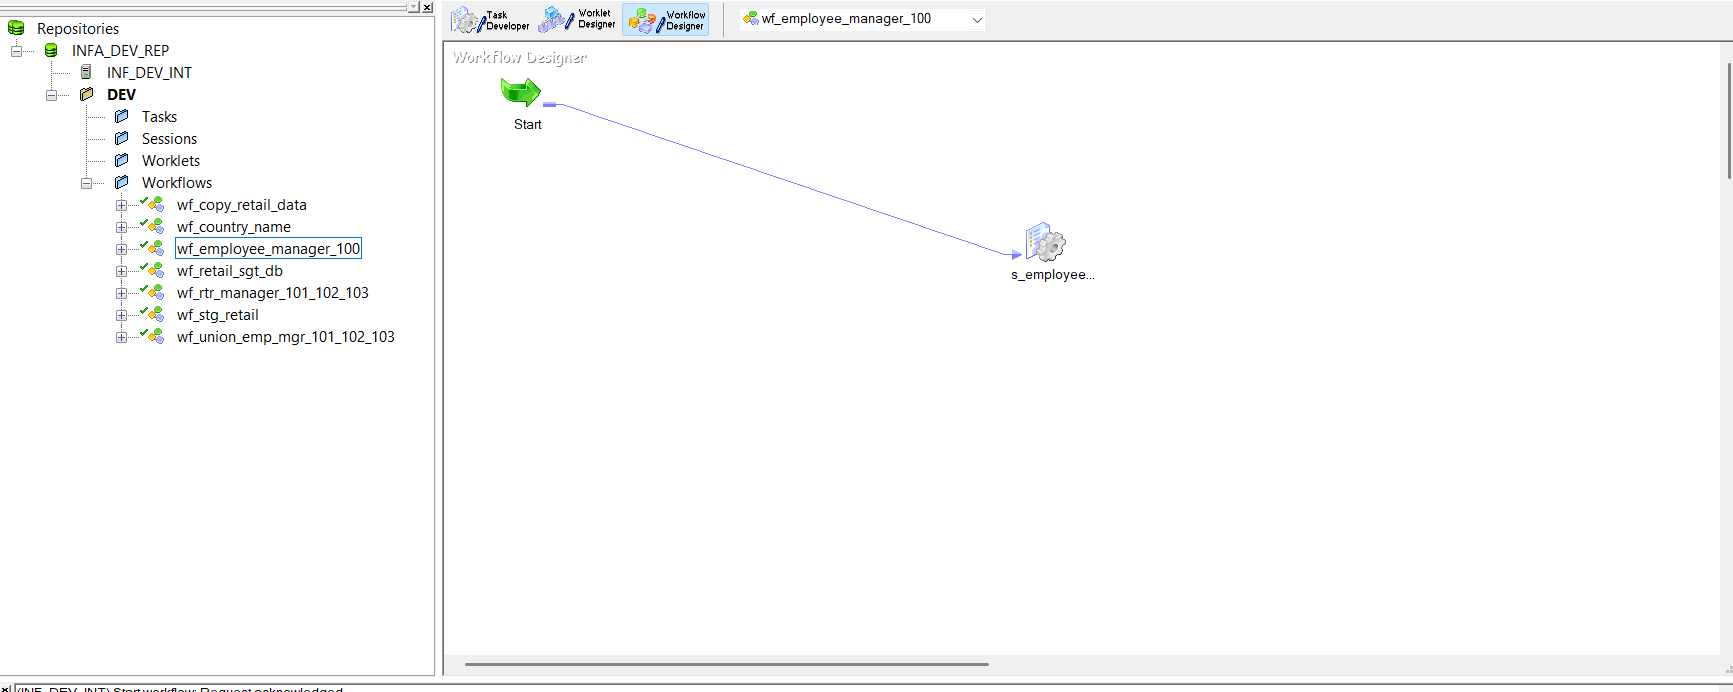 Repositories
INFA_DEV_REP
INF_DEV_INT
DEV
Tasks
Sessions
Worklets
Workflows
wf_copy_retail_data
wf_country_name
wf_employee_manager_100
wf_retail_sgt_db
wf_rtr_manager_101_102_103
wf_stg_retail
wf_union_emp_mgr_101_102_103
Task
Developer
Worklet
Designer
Workflow
Designer
wf_employee_manager_100
Workflow Designer
Start
s_employee...
(INF_DEV_INT) Start workflow: Request acknowledged